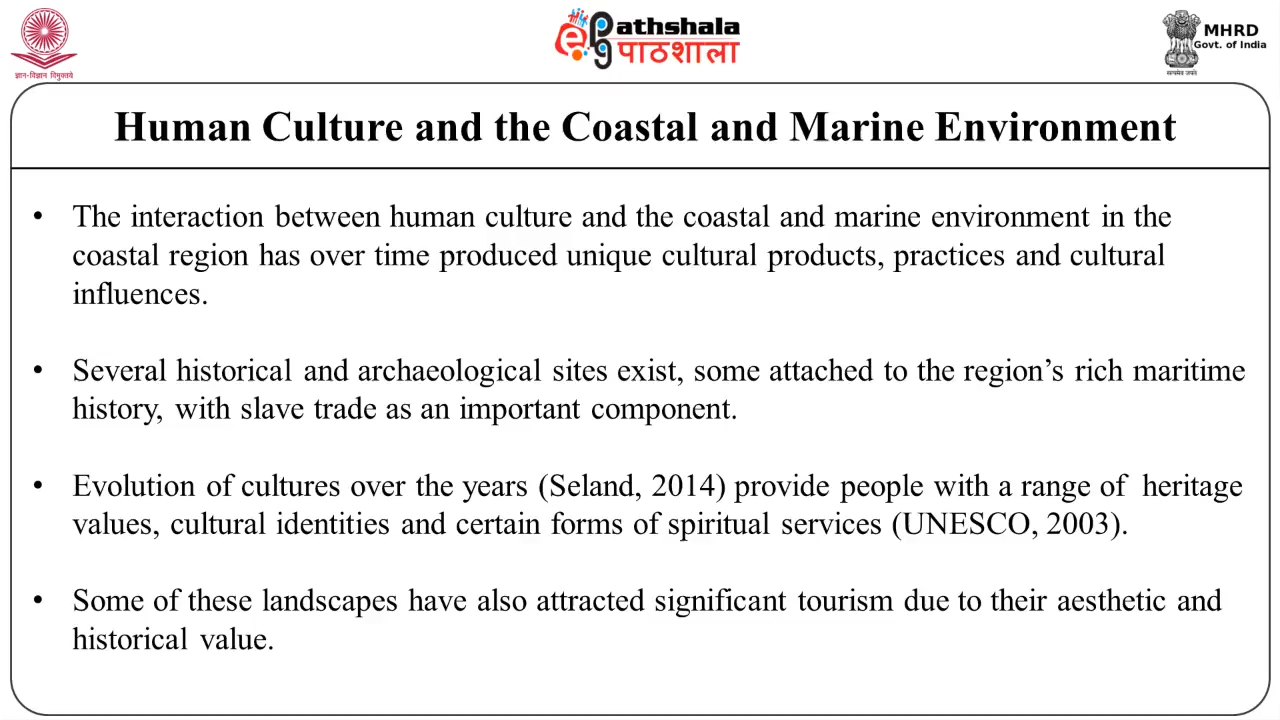 ज्ञान-विज्ञान विमुक्तये
ePathshala
पाठशाला
MHRD
Govt. of India
सत्यमेव जयते
Human Culture and the Coastal and Marine Environment
• The interaction between human culture and the coastal and marine environment in the
coastal region has over time produced unique cultural products, practices and cultural
influences.
• Several historical and archaeological sites exist, some attached to the region’s rich maritime
history, with slave trade as an important component.
• Evolution of cultures over the years (Seland, 2014) provide people with a range of heritage
values, cultural identities and certain forms of spiritual services (UNESCO, 2003).
• Some of these landscapes have also attracted significant tourism due to their aesthetic and
historical value.